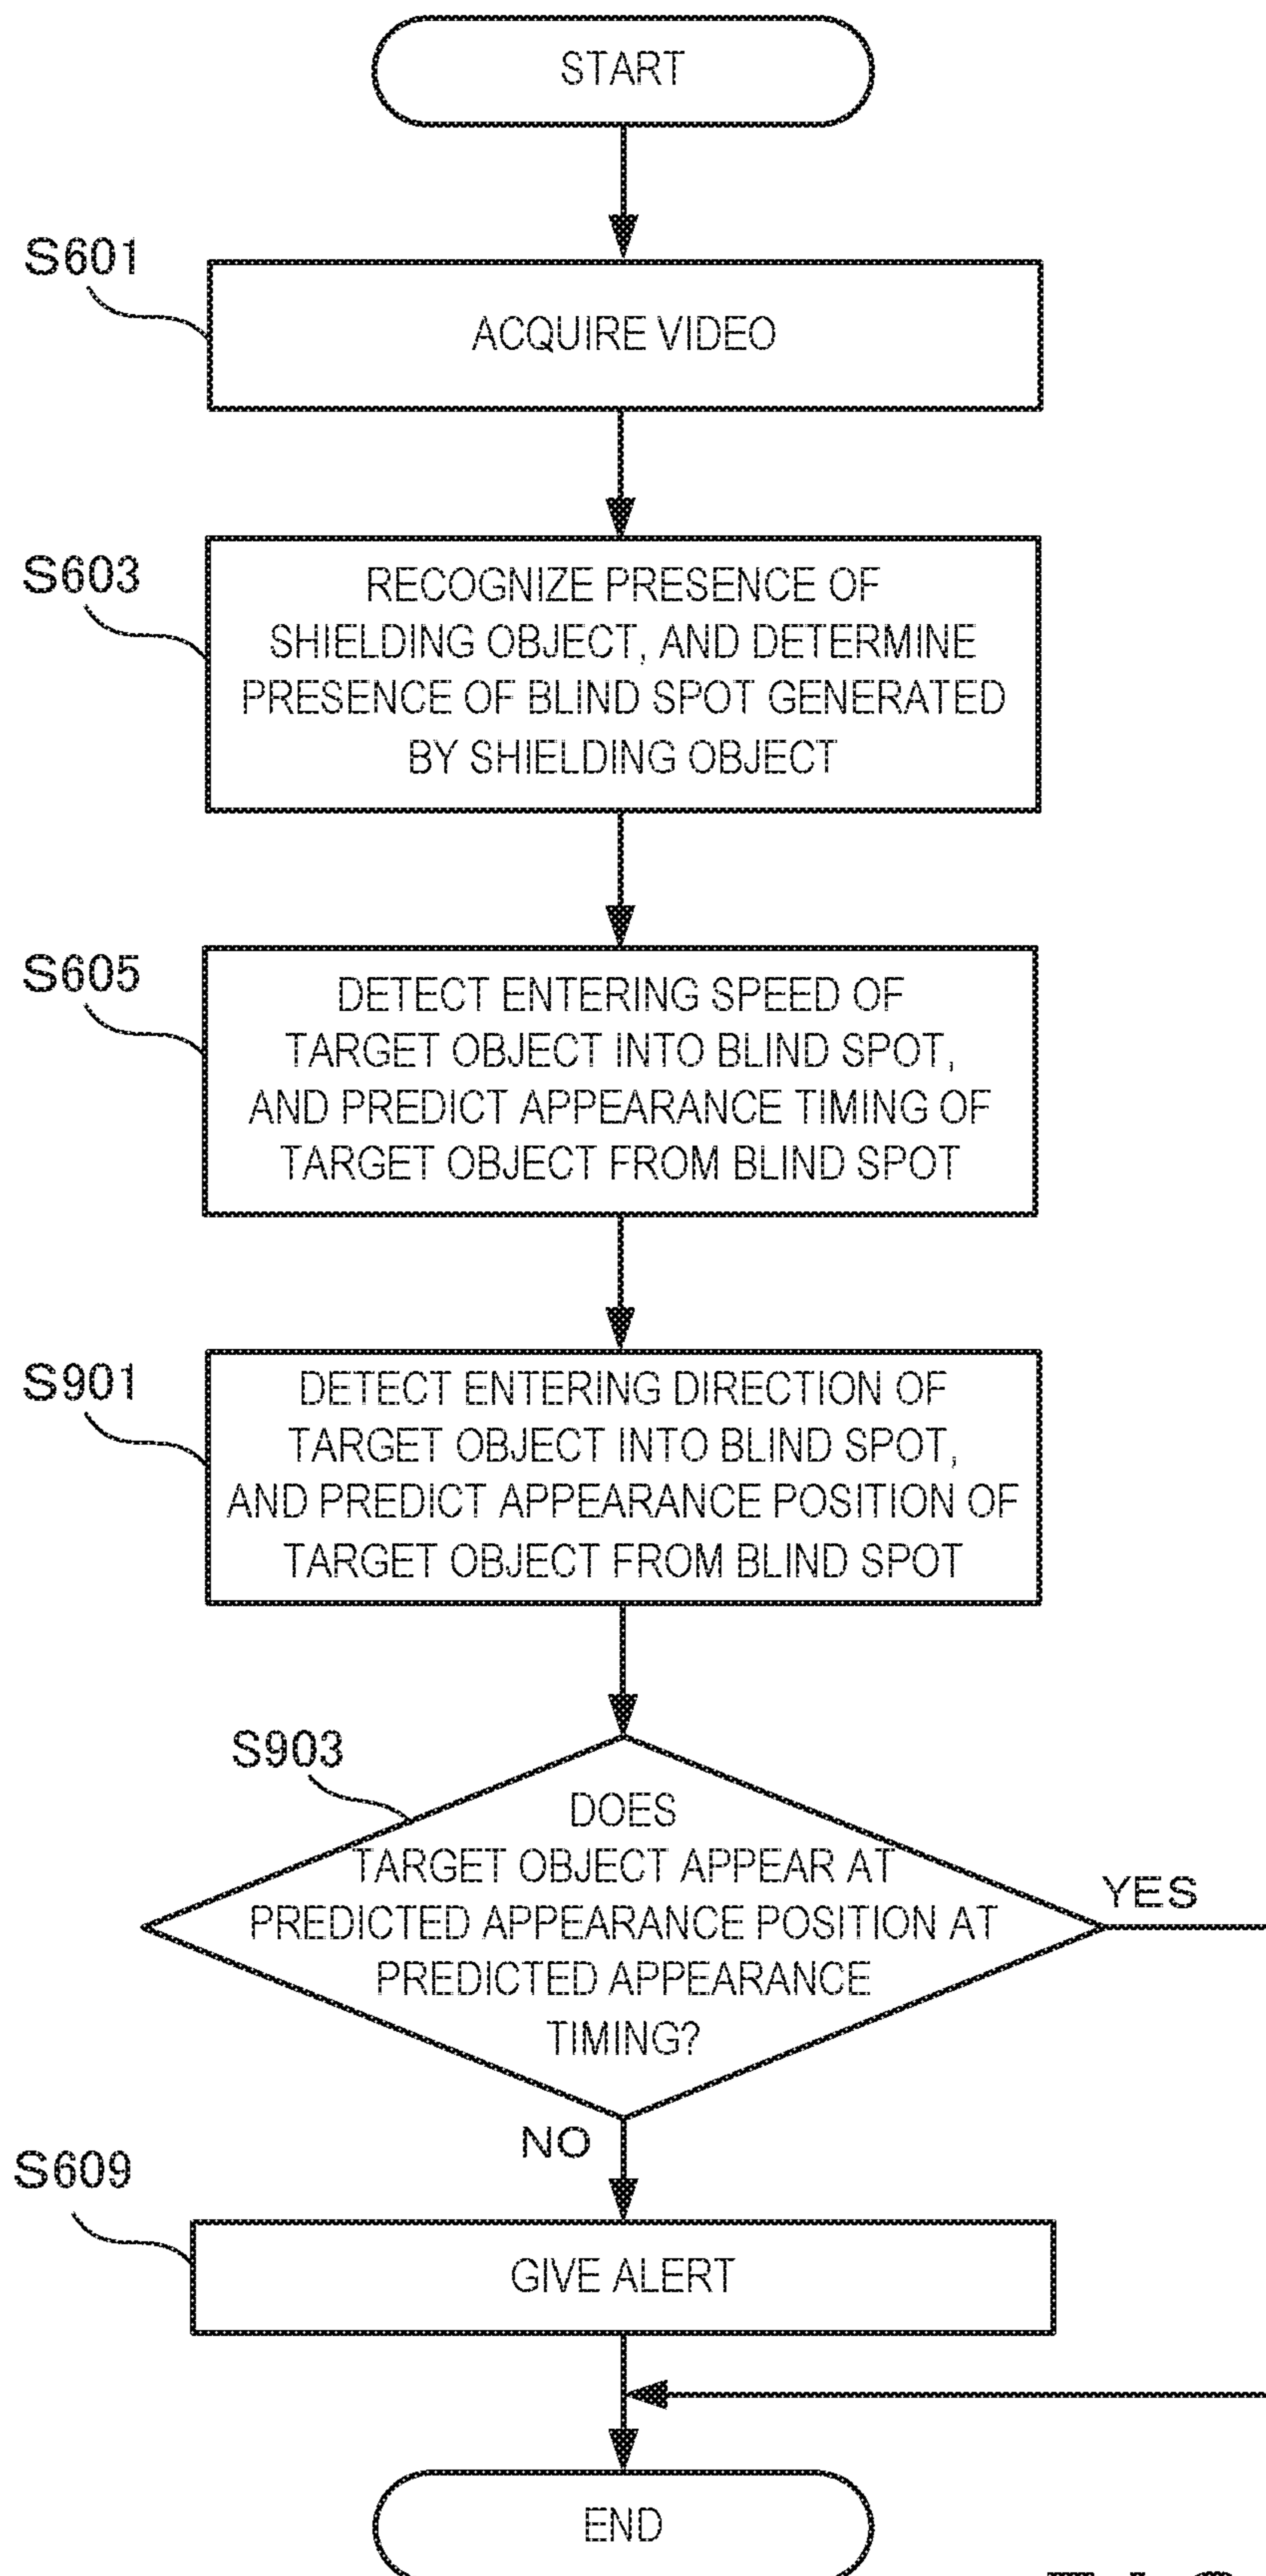 START
S601
ACQUIRE VIDEO
S603
RECOGNIZE PRESENCE OF
SHIELDING OBJECT, AND DETERMINE
PRESENCE OF BLIND SPOT GENERATED
BY SHIELDING OBJECT
S605
DETECT ENTERING SPEED OF
TARGET OBJECT INTO BLIND SPOT,
AND PREDICT APPEARANCE TIMING OF
TARGET OBJECT FROM BLIND SPOT
S901
DETECT ENTERING DIRECTION OF
TARGET OBJECT INTO BLIND SPOT,
AND PREDICT APPEARANCE POSITION OF
TARGET OBJECT FROM BLIND SPOT
S903
DOES
TARGET OBJECT APPEAR AT
PREDICTED APPEARANCE POSITION AT
PREDICTED APPEARANCE
TIMING?
YES
NO
S609
GIVE ALERT
END